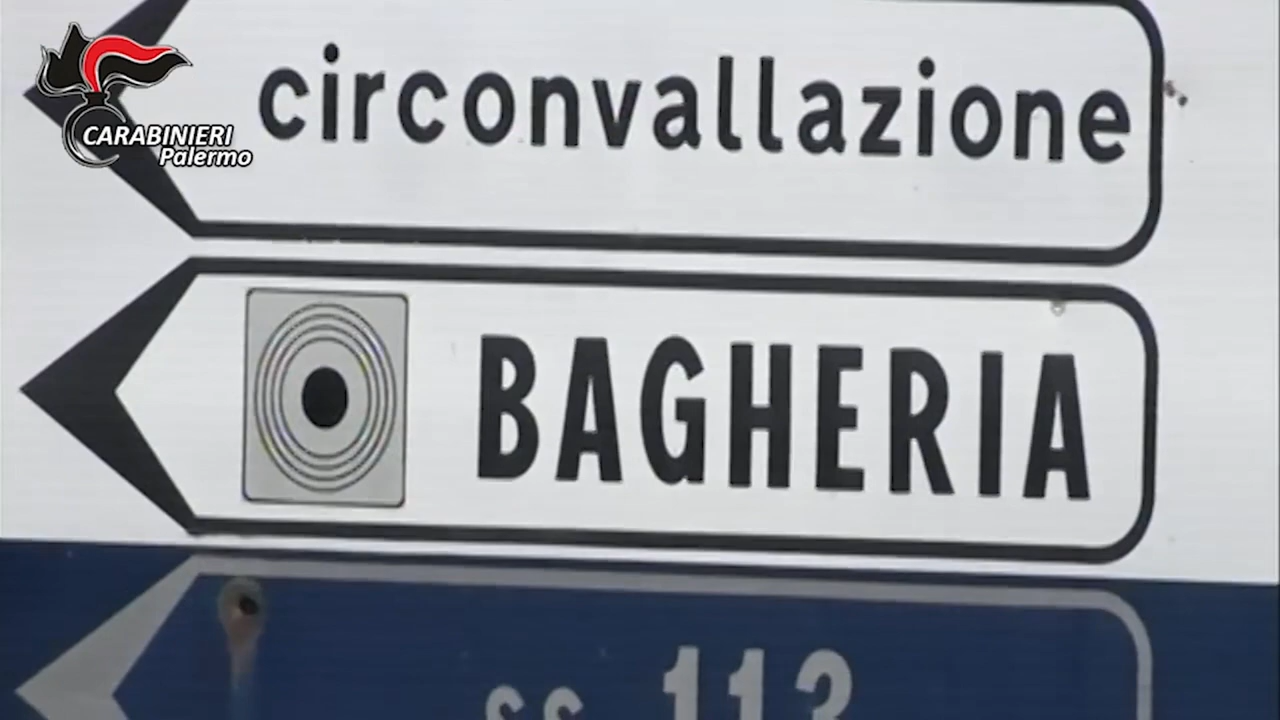 CARABINIERI
Palermo
circonvallazione
BAGHERIA
ss 113